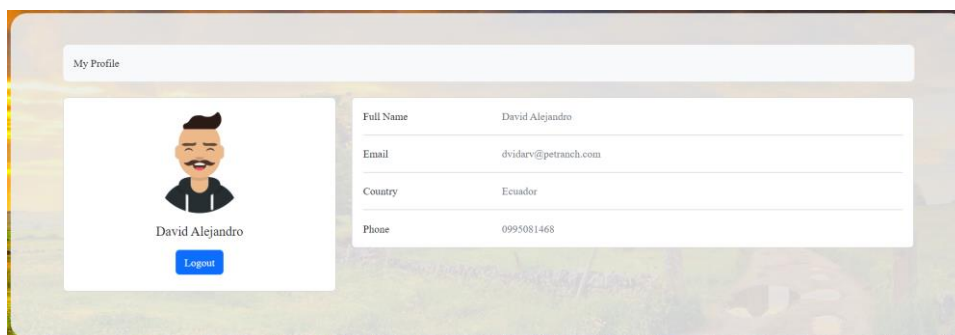 My Profile
David Alejandro
Logout
Full Name David Alejandro
Email dvidarv@petranch.com
Country Ecuador
Phone 0995081468